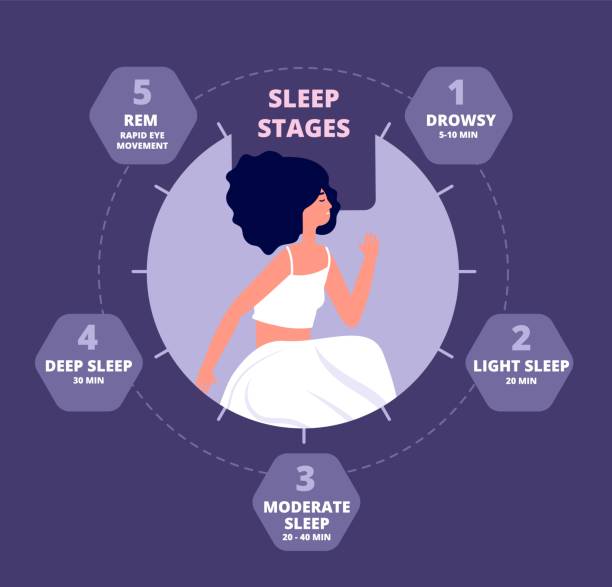 SLEEP
STAGES
1
DROWSY
5-10 MIN
2
LIGHT SLEEP
20 MIN
3
MODERATE
SLEEP
20 - 40 MIN
4
DEEP SLEEP
30 MIN
5
REM
RAPID EYE
MOVEMENT